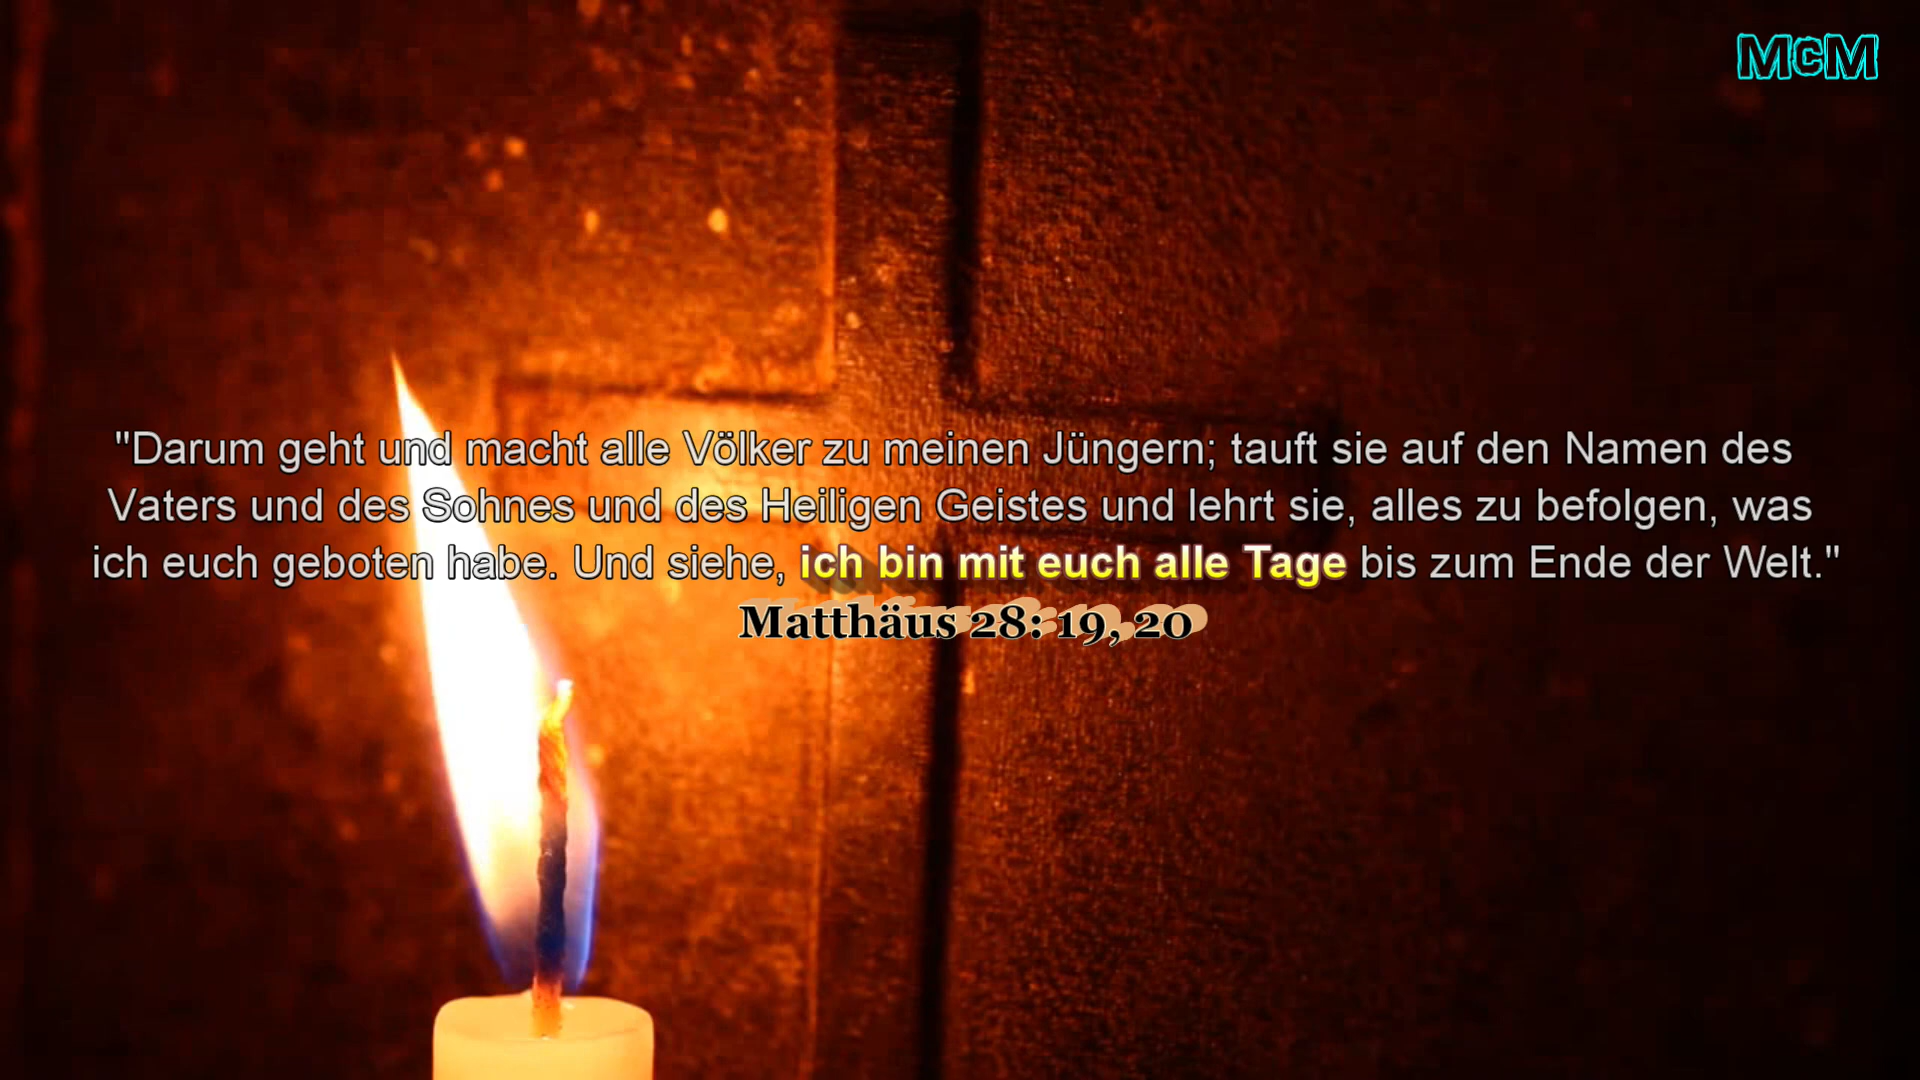 McM
"Darum geht und macht alle Völker zu meinen Jüngern; tauft sie auf den Namen des
Vaters und des Sohnes und des Heiligen Geistes und lehrt sie, alles zu befolgen, was
ich euch geboten habe. Und siehe, ich bin mit euch alle Tage bis zum Ende der Welt."
Matthäus 28: 19, 20